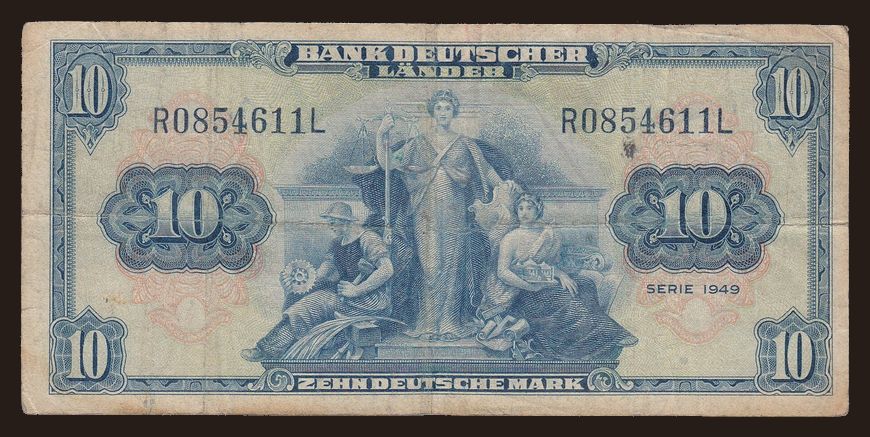 BANK DEUTSCHER
LÄNDER
10 10
R0854611L R0854611L
10 10
SERIE 1949
10 10
ZEHN DEUTSCHE MARK